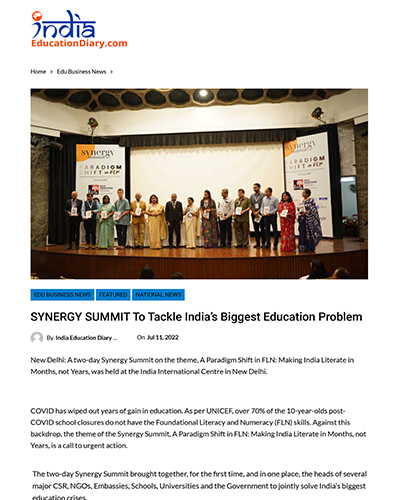 india
EducationDiary.com
Home > Edu Business News >
synergy
PARADIGM
SHIFT in FLN
synergy
PARADIGM
SHIFT in FLN
EDU BUSINESS NEWS FEATURED NATIONAL NEWS
SYNERGY SUMMIT To Tackle India's Biggest Education Problem
By India Education Diary ... On Jul 11, 2022
New Delhi: A two-day Synergy Summit on the theme, A Paradigm Shift in FLN: Making India Literate in
Months, not Years, was held at the India International Centre in New Delhi.
COVID has wiped out years of gain in education. As per UNICEF, over 70% of the 10-year-olds post-
COVID school closures do not have the Foundational Literacy and Numeracy (FLN) skills. Against this
backdrop, the theme of the Synergy Summit, A Paradigm Shift in FLN: Making India Literate in Months, not
Years, is a call to urgent action.
The two-day Synergy Summit brought together, for the first time, and in one place, the heads of several
major CSR, NGOs, Embassies, Schools, Universities and the Government to jointly solve India's biggest
education crises.